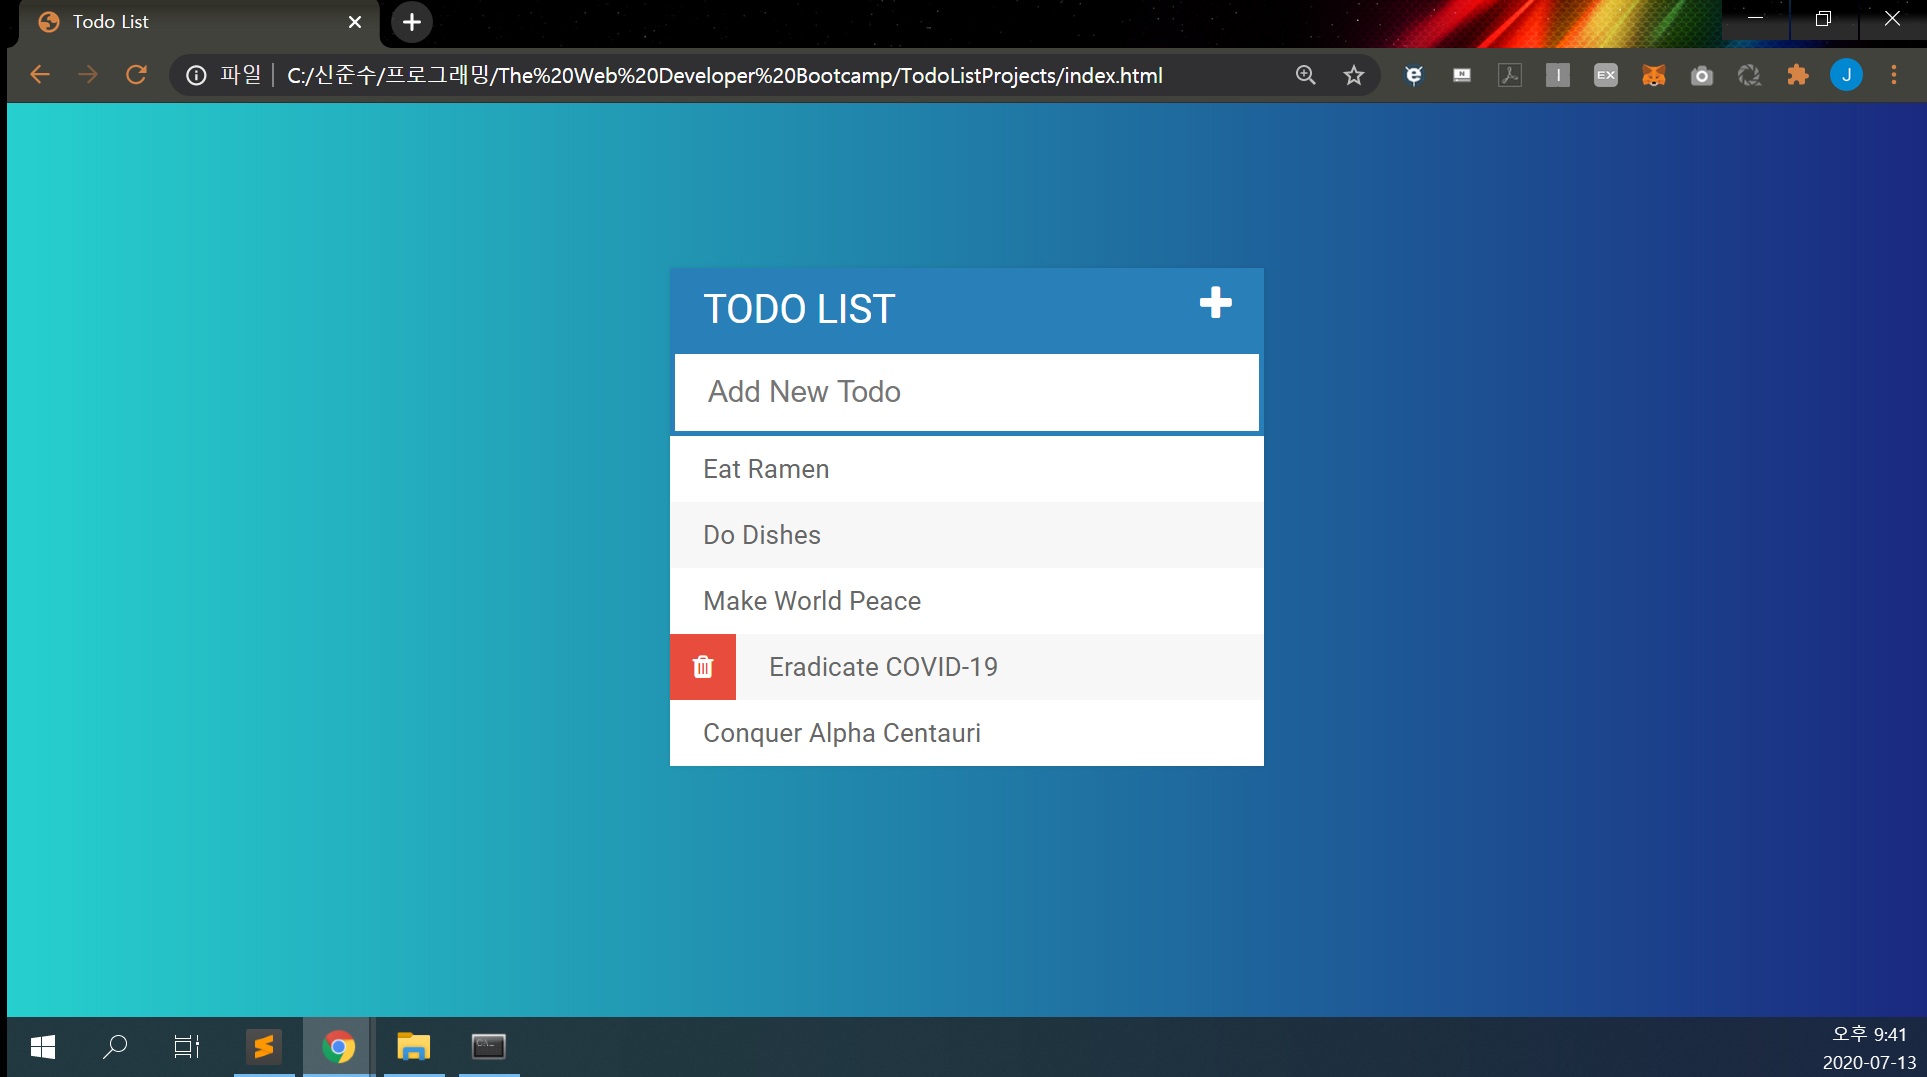 Todo List
파일 C:/신준수/프로그래밍/The%20Web%20Developer%20Bootcamp/TodoListProjects/index.html
EX
J
TODO LIST
Add New Todo
Eat Ramen
Do Dishes
Make World Peace
Eradicate COVID-19
Conquer Alpha Centauri
오후 9:41
2020-07-13